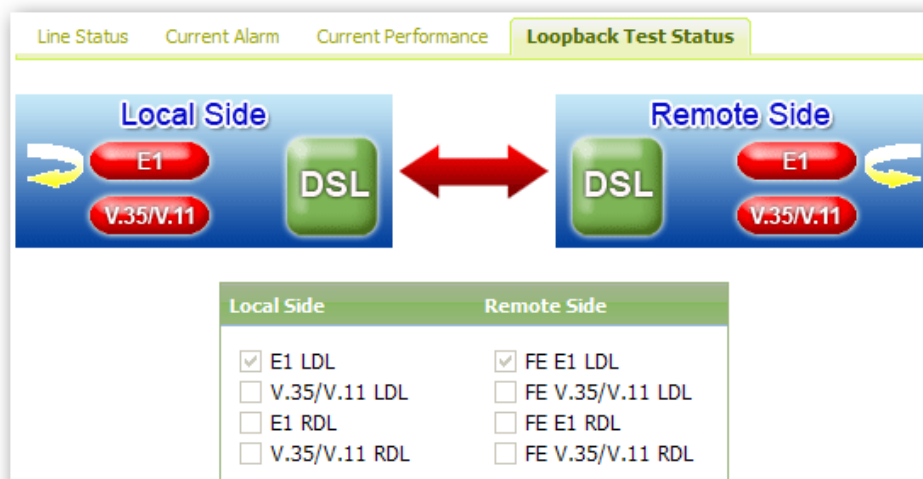 Line Status Current Alarm Current Performance Loopback Test Status
Local Side Remote Side
E1 E1
DSL DSL
V.35/V.11 V.35/V.11
Local Side Remote Side
E1 LDL FE E1 LDL
V.35/V.11 LDL FE V.35/V.11 LDL
E1 RDL FE E1 RDL
V.35/V.11 RDL FE V.35/V.11 RDL